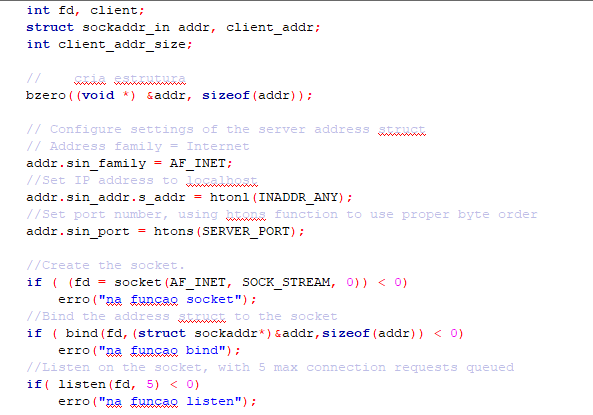 int fd, client;
struct sockaddr_in addr, client_addr;
int client_addr_size;
//    cria estrutura
bzero((void *) &addr, sizeof(addr));
// Configure settings of the server address struct
// Address family = Internet
addr.sin_family = AF_INET;
//Set IP address to localhost
addr.sin_addr.s_addr = htonl(INADDR_ANY);
//Set port number, using htons function to use proper byte order
addr.sin_port = htons(SERVER_PORT);
//Create the socket.
if ( (fd = socket(AF_INET, SOCK_STREAM, 0)) < 0)
    erro("na funcao socket");
//Bind the address struct to the socket
if ( bind(fd,(struct sockaddr*)&addr,sizeof(addr)) < 0)
    erro("na funcao bind");
//Listen on the socket, with 5 max connection requests queued
if( listen(fd, 5) < 0)
    erro("na funcao listen");